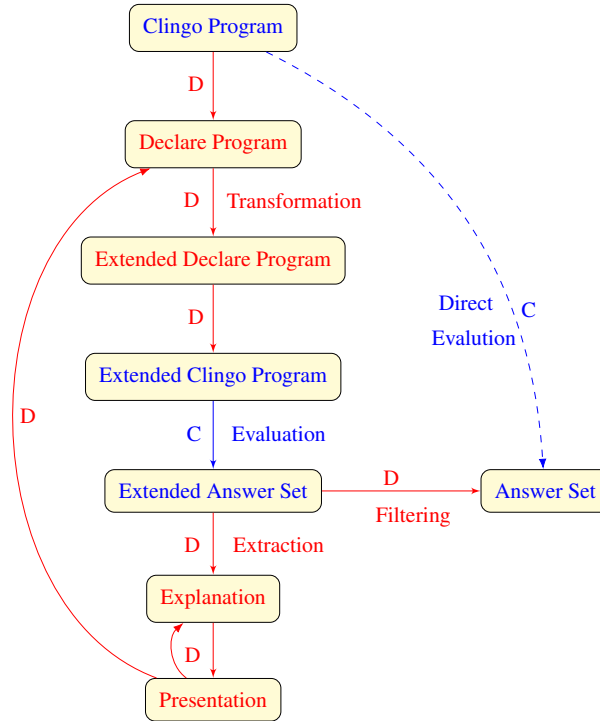 Clingo Program
D
Declare Program
D Transformation
Extended Declare Program
D
Direct C
Evalution
Extended Clingo Program
C Evaluation
D
D
Extended Answer Set
Answer Set
Filtering
D Extraction
Explanation
D
Presentation